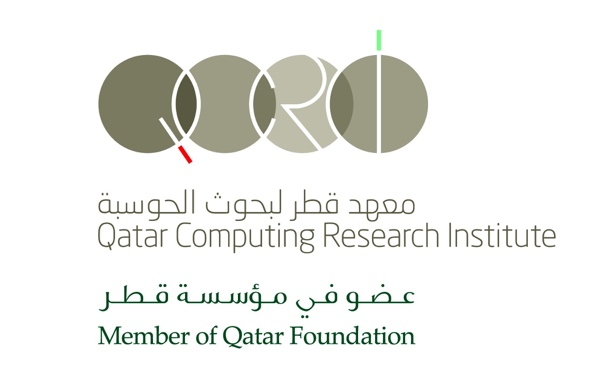 QCRI
معهد قطر لبحوث الحوسبة
Qatar Computing Research Institute
عضو في مؤسسة قطر
Member of Qatar Foundation